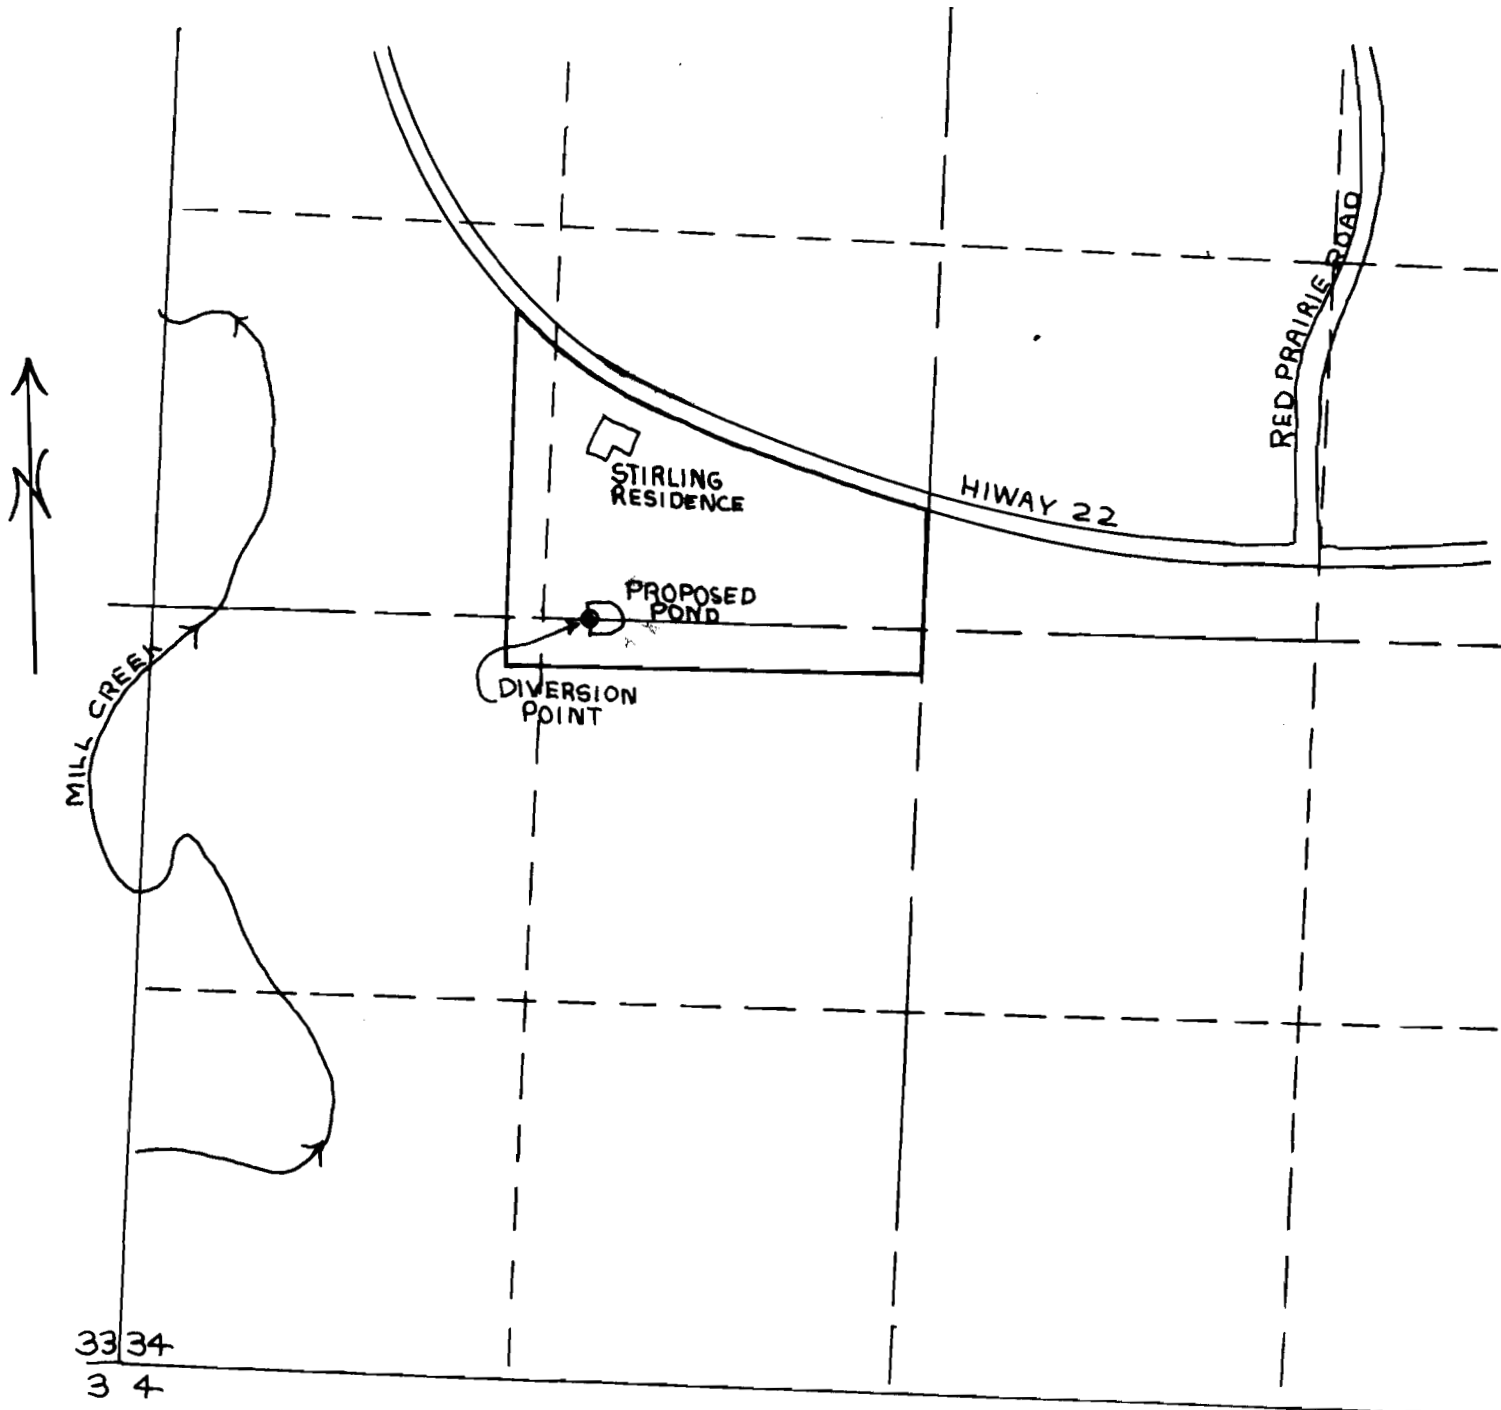 RED PRAIRIE ROAD
N
STIRLING
RESIDENCE
HIWAY 22
PROPOSED
POND
MILL CREEK
DIVERSION
POINT
33 34
3 4